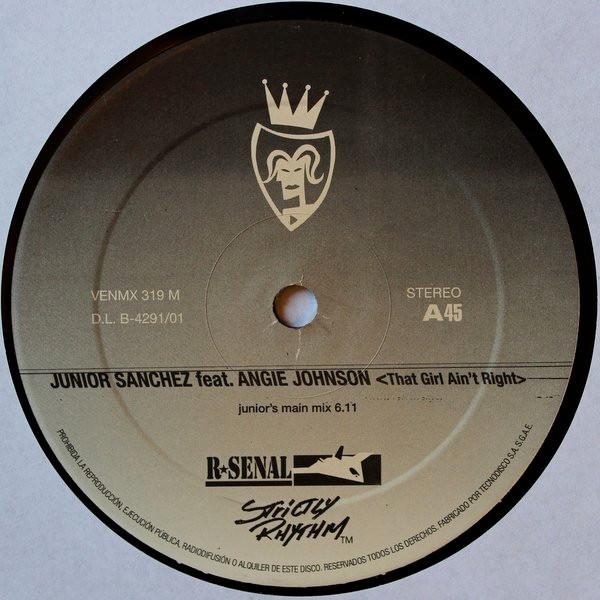 VENMX 319 M
D.L. B-4291/01
STEREO
A45
JUNIOR SANCHEZ feat. ANGIE JOHNSON <That Girl Ain't Right>
junior's main mix 6.11
R★SENAL
STRICTLY
RHYTHM TM
PROHIBIDA LA REPRODUCCIÓN, EJECUCIÓN PÚBLICA, RADIODIFUSIÓN O ALQUILER DE ESTE DISCO. RESERVADOS TODOS LOS DERECHOS. FABRICADO POR TECNODISCO S.A. S.G.A.E.